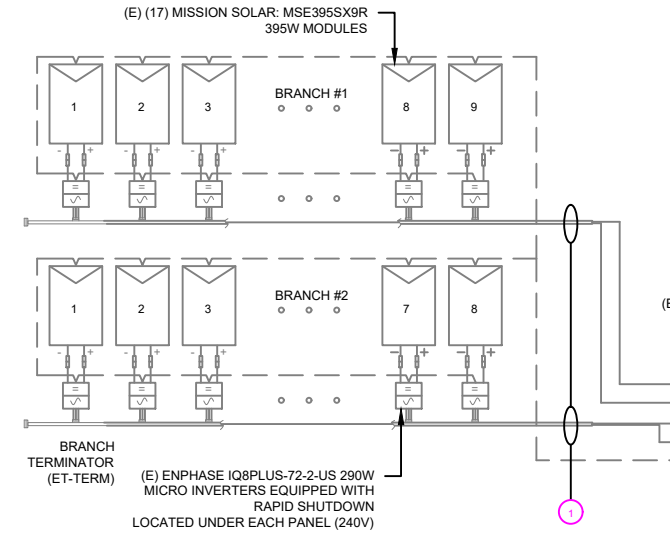 (E) (17) MISSION SOLAR: MSE395SX9R
395W MODULES
BRANCH #1
1 2 3 8 9
- + - + - + - + - +
BRANCH #2
1 2 3 7 8
- + - + - + - + - +
(E
BRANCH
TERMINATOR
(ET-TERM)
(E) ENPHASE IQ8PLUS-72-2-US 290W
MICRO INVERTERS EQUIPPED WITH
RAPID SHUTDOWN
LOCATED UNDER EACH PANEL (240V)
1